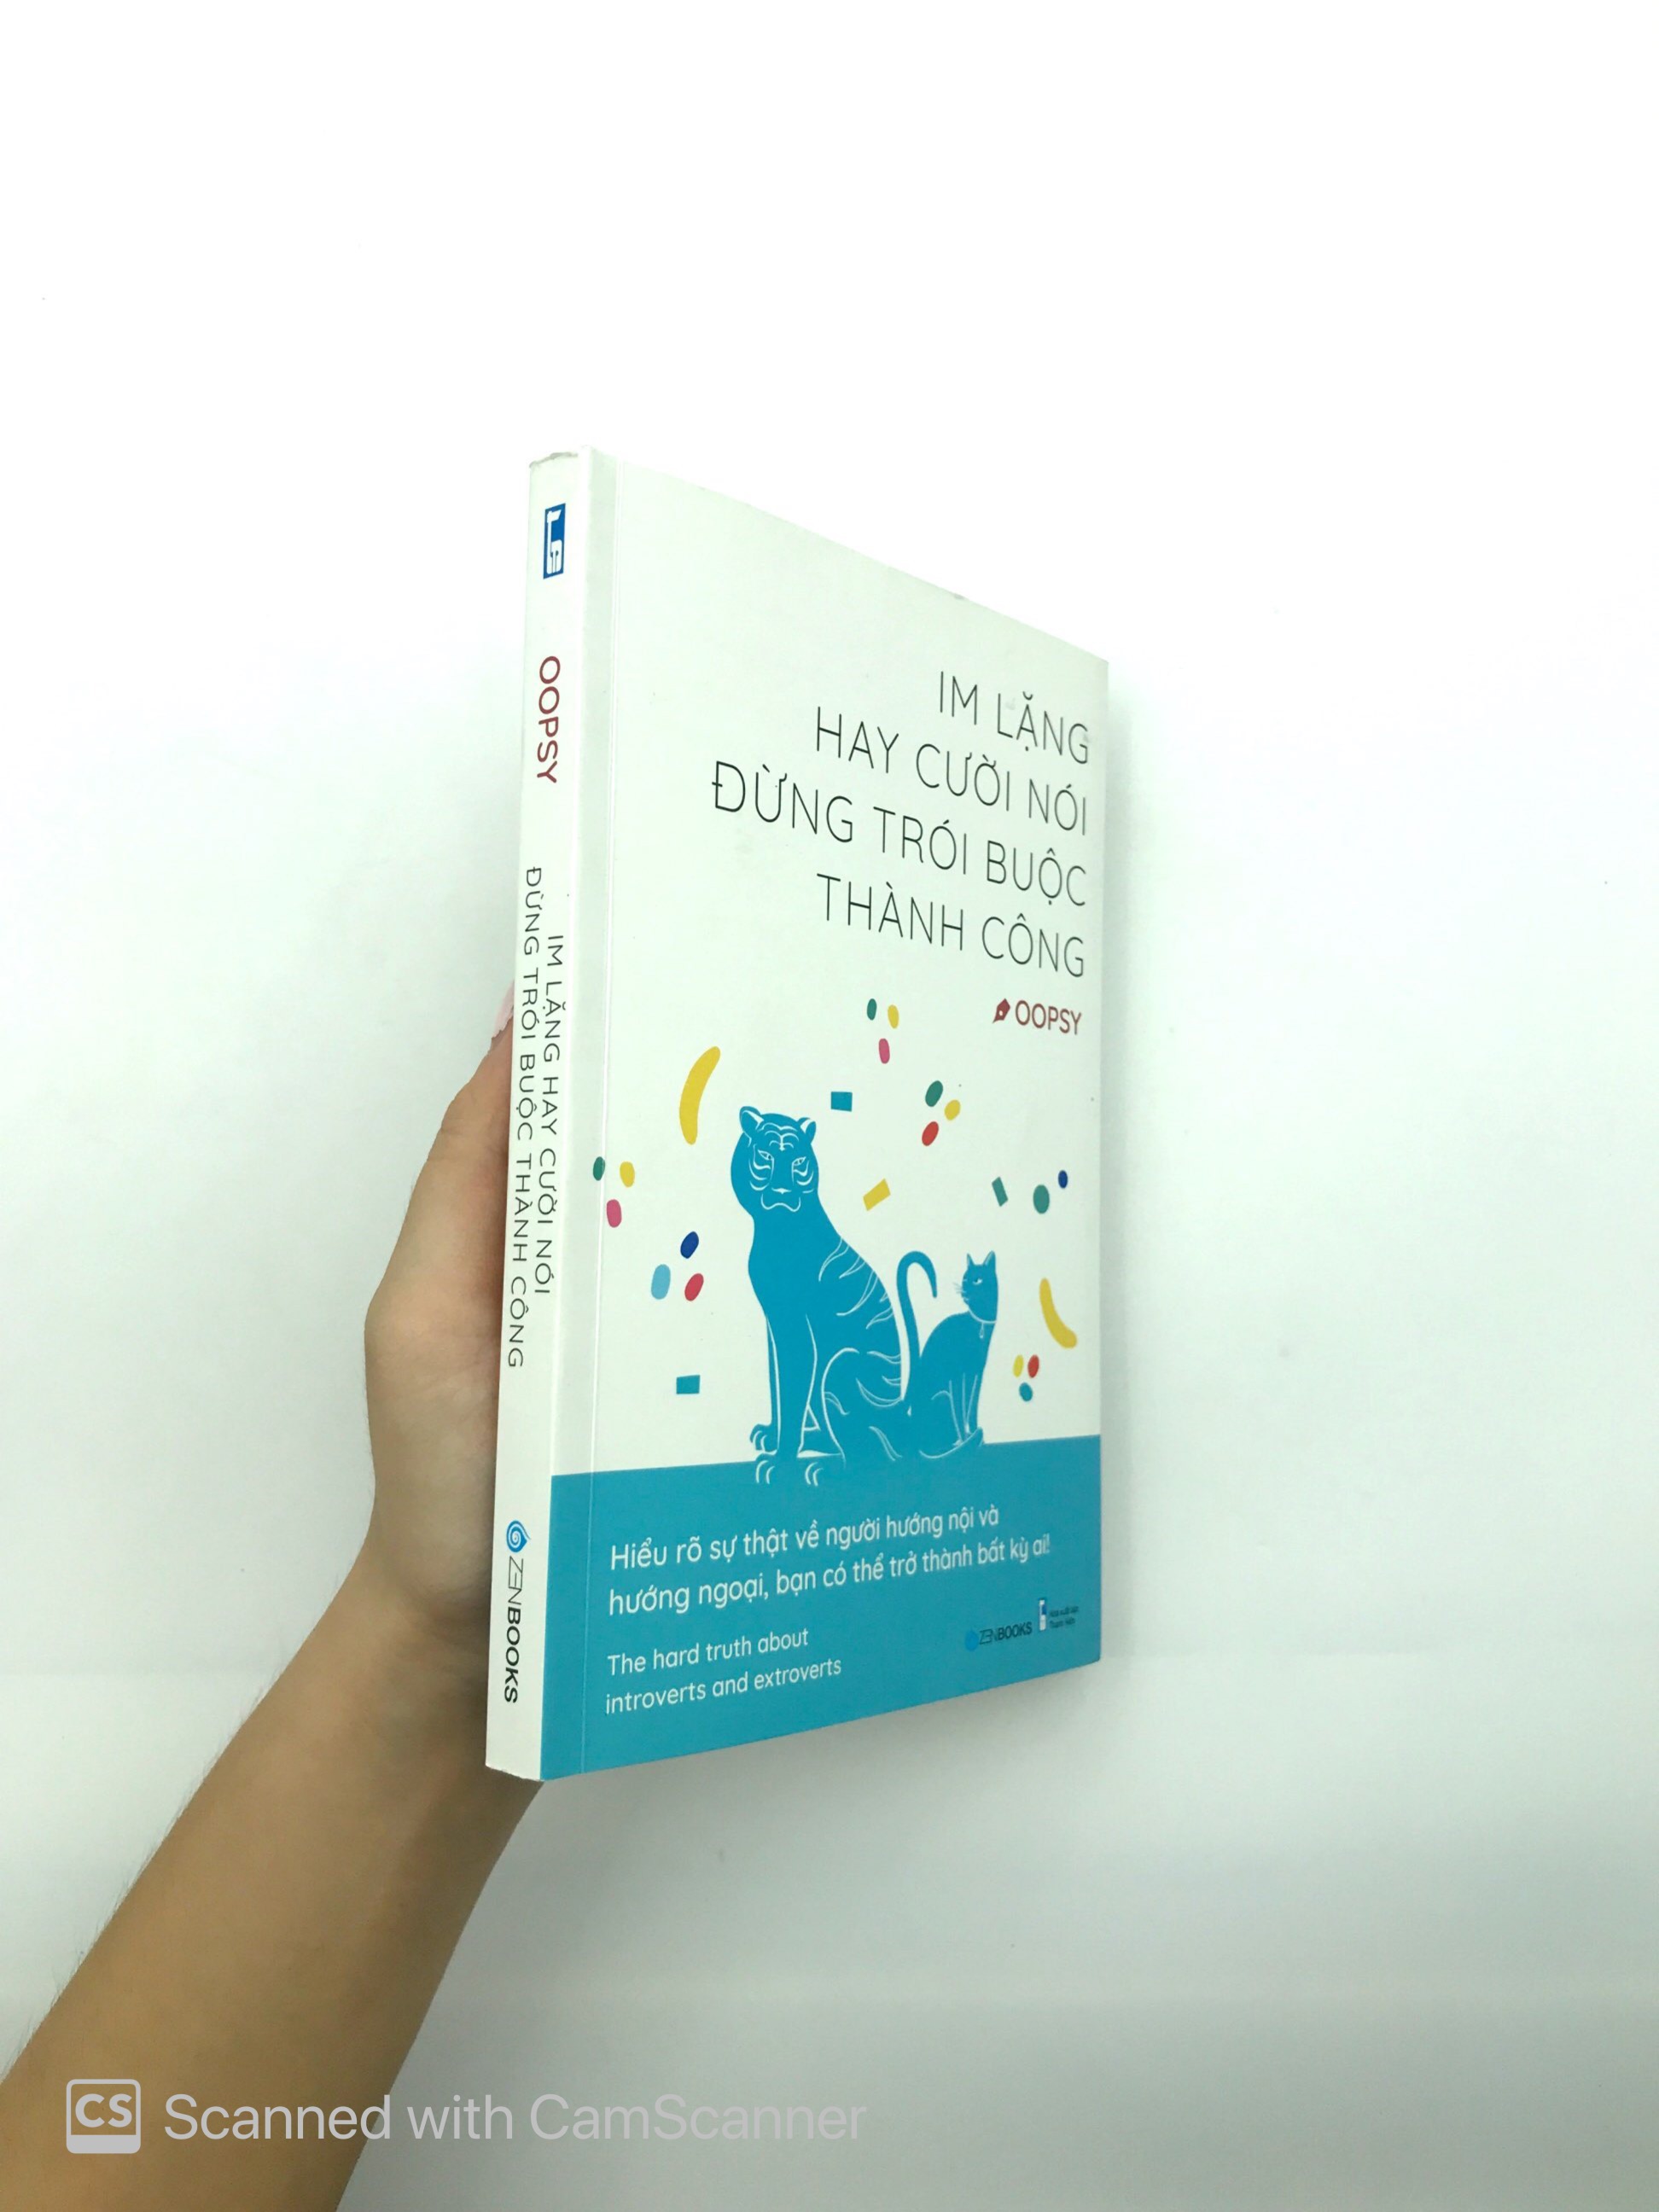 IM LẶNG
HAY CƯỜI NÓI
ĐỪNG TRÓI BUỘC
THÀNH CÔNG
OOPSY
Hiểu rõ sự thật về người hướng nội và
hướng ngoại, bạn có thể trở thành bất kỳ ai!
The hard truth about
introverts and extroverts
ZENBOOKS
OOPSY
IM LẶNG HAY CƯỜI NÓI
ĐỪNG TRÓI BUỘC THÀNH CÔNG
ZENBOOKS
CS Scanned with CamScanner